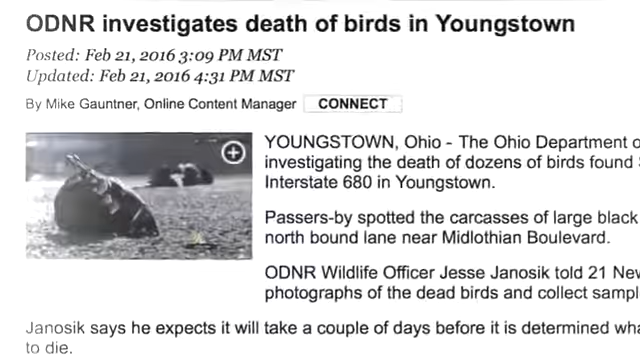 ODNR investigates death of birds in Youngstown
Posted: Feb 21, 2016 3:09 PM MST
Updated: Feb 21, 2016 4:31 PM MST
By Mike Gauntner, Online Content Manager CONNECT
YOUNGSTOWN, Ohio - The Ohio Department
investigating the death of dozens of birds found
Interstate 680 in Youngstown.
Passers-by spotted the carcasses of large black
north bound lane near Midlothian Boulevard.
ODNR Wildlife Officer Jesse Janosik told 21
photographs of the dead birds and collect
Janosik says he expects it will take a couple of days before it is determined
to die.